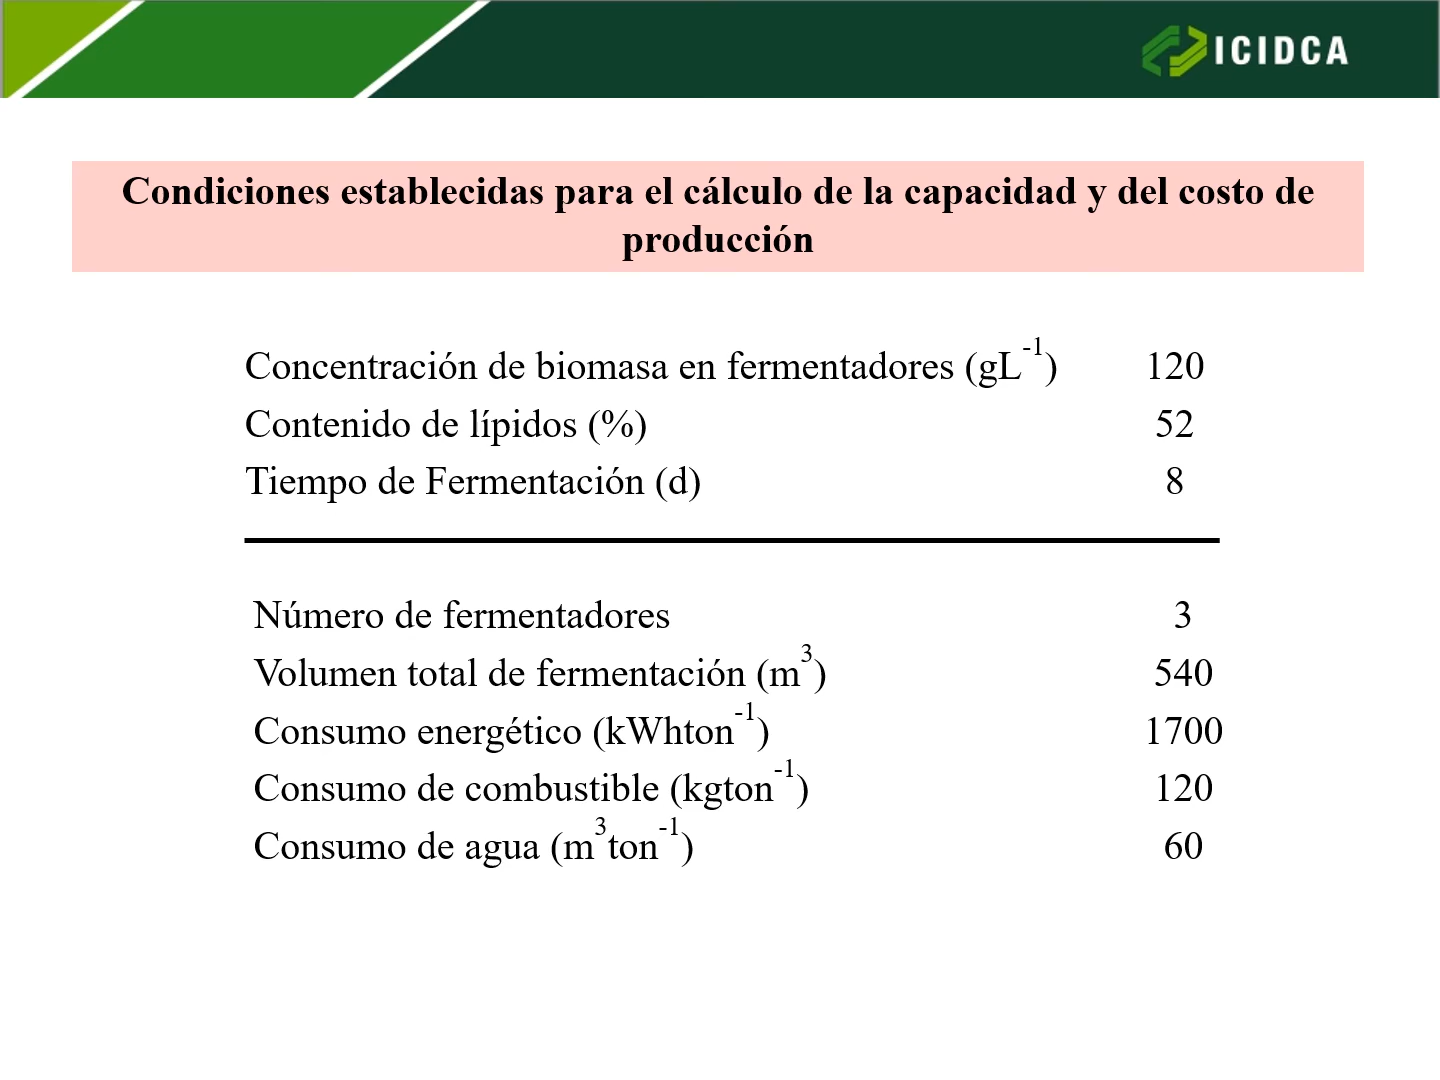 ICIDCA
Condiciones establecidas para el cálculo de la capacidad y del costo de
producción
Concentración de biomasa en fermentadores (gL⁻¹) 120
Contenido de lípidos (%) 52
Tiempo de Fermentación (d) 8
Número de fermentadores 3
Volumen total de fermentación (m³) 540
Consumo energético (kWhton⁻¹) 1700
Consumo de combustible (kgton⁻¹) 120
Consumo de agua (m³ton⁻¹) 60